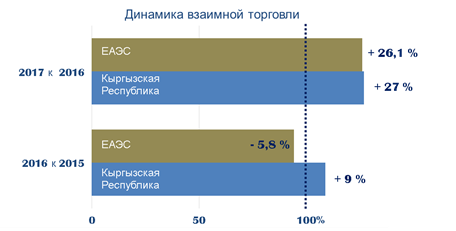 Динамика взаимной торговли
ЕАЭС
+ 26,1 %
2017 к 2016
Кыргызская
Республика
+ 27 %
ЕАЭС
- 5,8 %
2016 к 2015
Кыргызская
Республика
+ 9 %
0
50
100%